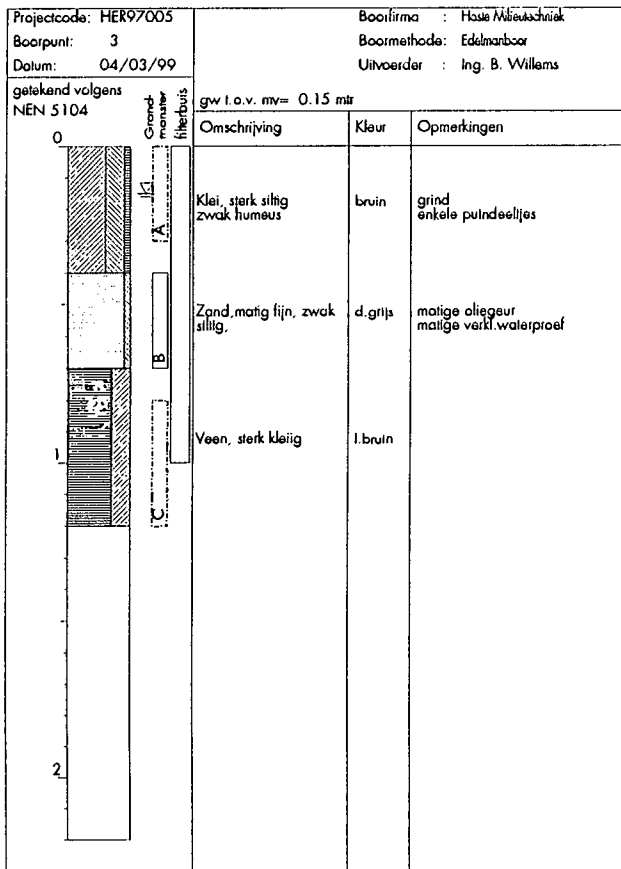 Projectcode: HER97005
Boorpunt: 3
Datum: 04/03/99
Boorfirma : Haste Milieutechniek
Boormethode: Edelmanboor
Uitvoerder : Ing. B. Willems
getekend volgens
NEN 5104
Grond-
monster
filterbuis
gw t.o.v. mv= 0.15 mtr
Omschrijving Kleur Opmerkingen
0
Klei, sterk siltig bruin grind
zwak humeus enkele puindeeltjes
A
Zand,matig fijn, zwak d.grijs matige oliegeur
siltig, matige verkl.waterproef
B
Veen, sterk kleiig l.bruin
1
C
2